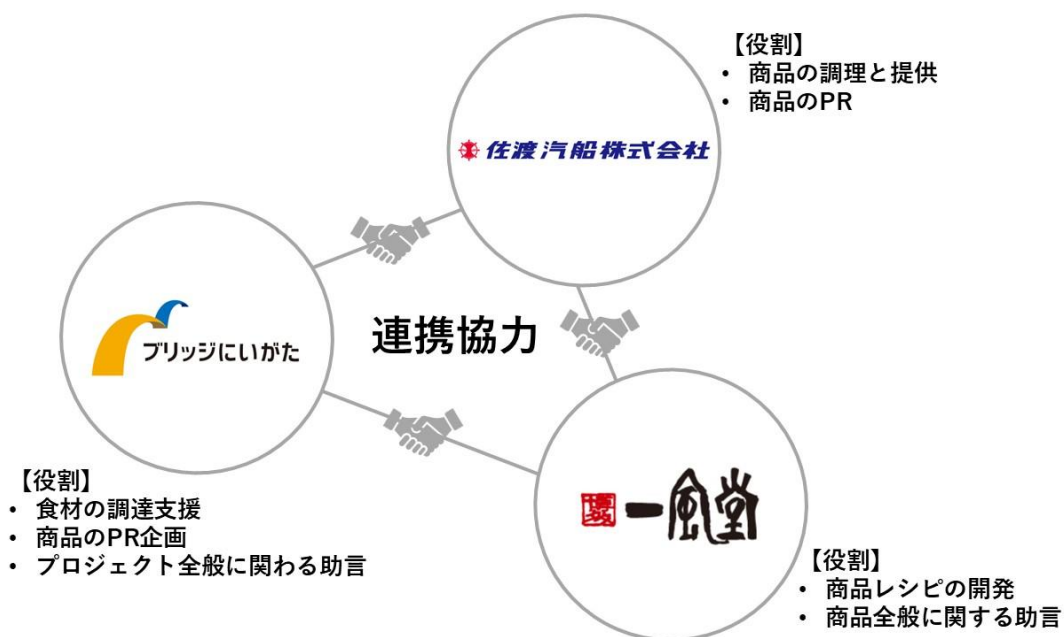 【役割】
• 商品の調理と提供
• 商品のPR
佐渡汽船株式会社
連携協力
ブリッジにいがた
【役割】
• 食材の調達支援
• 商品のPR企画
• プロジェクト全般に関わる助言
博多 一風堂
【役割】
• 商品レシピの開発
• 商品全般に関する助言